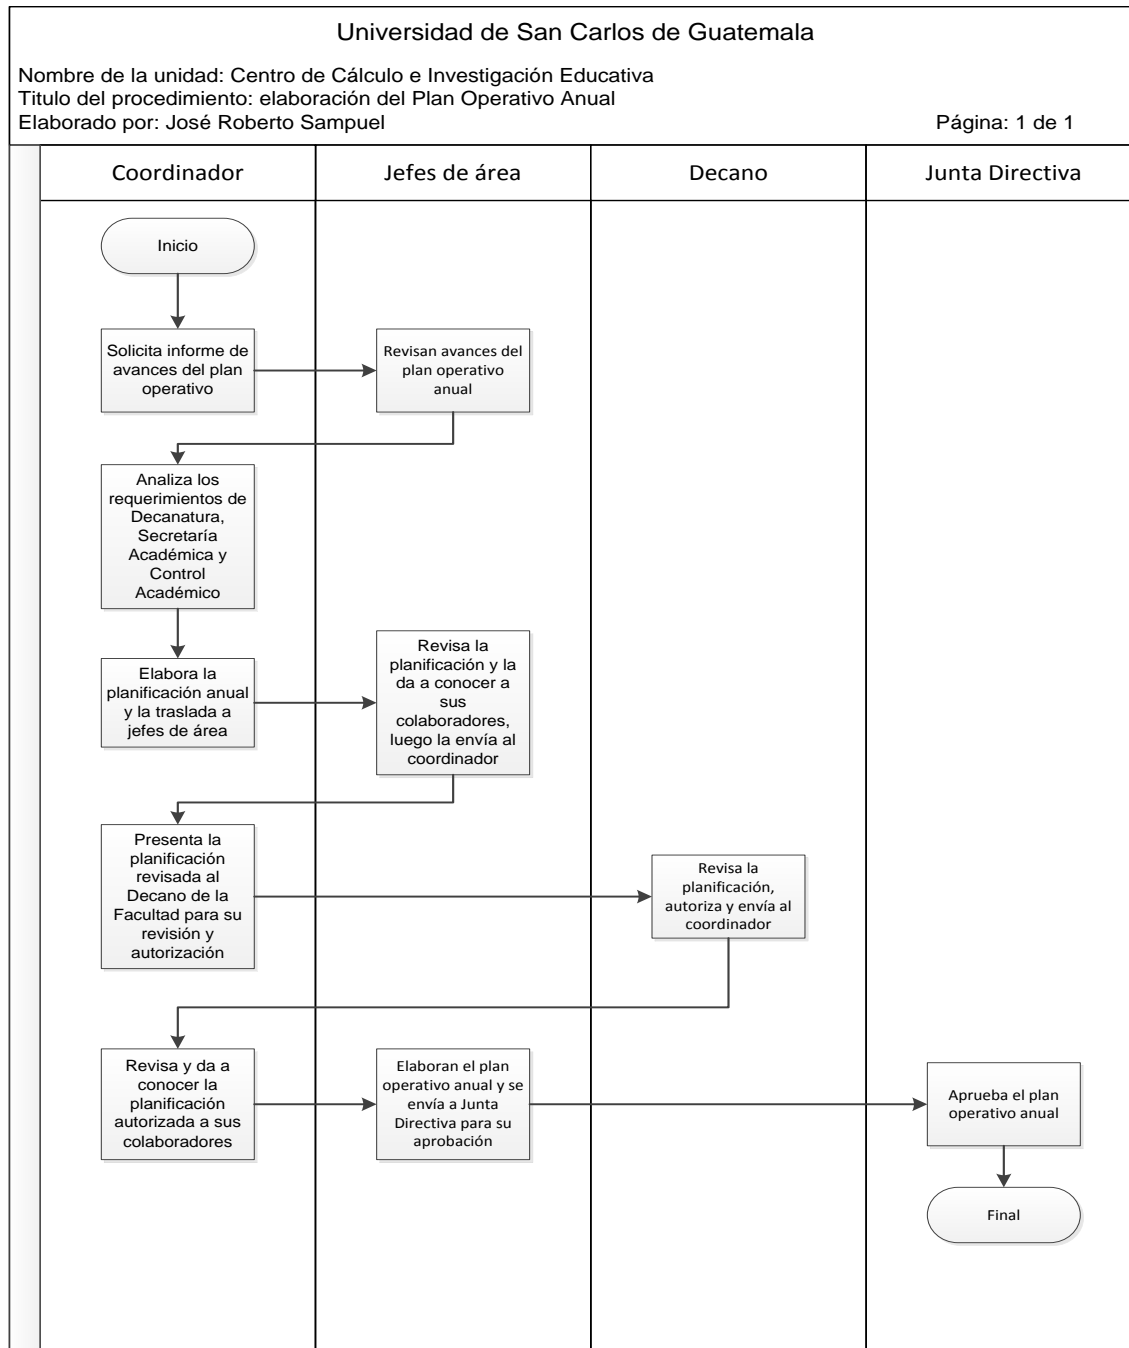 Universidad de San Carlos de Guatemala
Nombre de la unidad: Centro de Cálculo e Investigación Educativa
Titulo del procedimiento: elaboración del Plan Operativo Anual
Elaborado por: José Roberto Sampuel
Página: 1 de 1
Coordinador
Jefes de área
Decano
Junta Directiva
Inicio
Solicita informe de
avances del plan
operativo
Revisan avances del
plan operativo
anual
Analiza los
requerimientos de
Decanatura,
Secretaría
Académica y
Control
Académico
Elabora la
planificación anual
y la traslada a
jefes de área
Revisa la
planificación y la
da a conocer a
sus
colaboradores,
luego la envía al
coordinador
Presenta la
planificación
revisada al
Decano de la
Facultad para su
revisión y
autorización
Revisa la
planificación,
autoriza y envía al
coordinador
Revisa y da a
conocer la
planificación
autorizada a sus
colaboradores
Elaboran el plan
operativo anual y se
envía a Junta
Directiva para su
aprobación
Aprueba el plan
operativo anual
Final